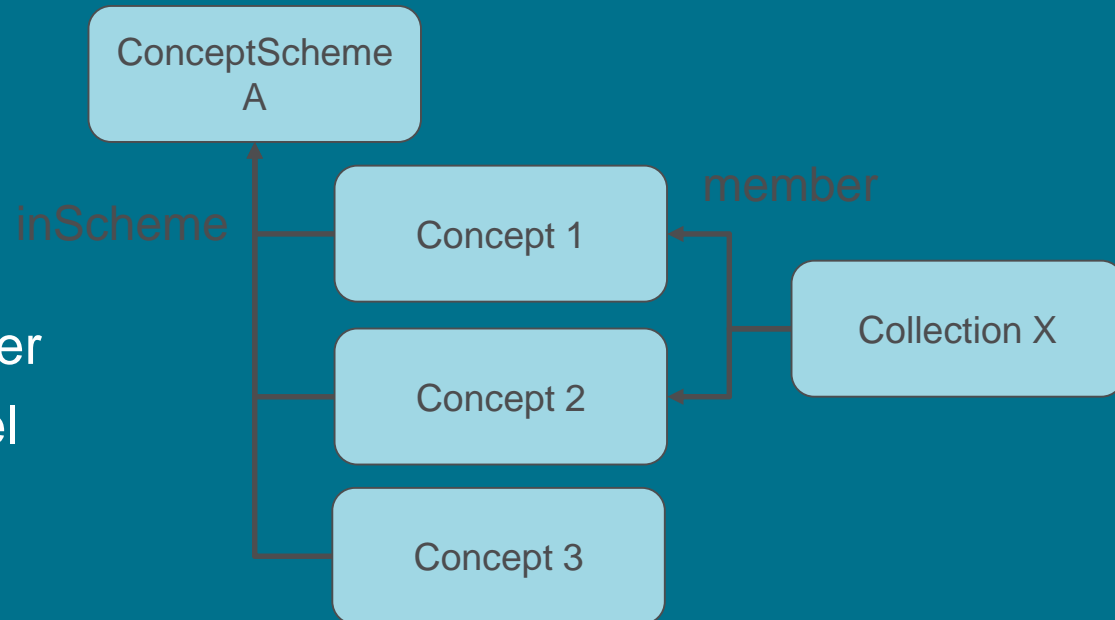 ConceptScheme
A
inScheme
Concept 1
member
Collection X
Concept 2
Concept 3
er
el